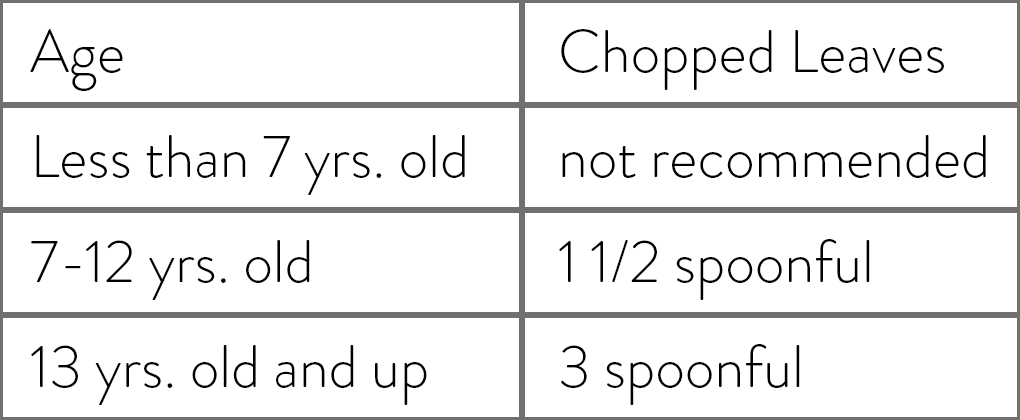 Age Chopped Leaves
Less than 7 yrs. old not recommended
7-12 yrs. old 1 1/2 spoonful
13 yrs. old and up 3 spoonful